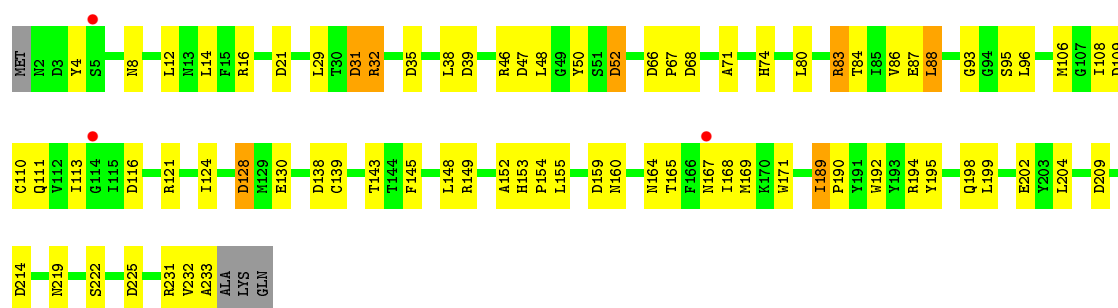 MET N2 D3 Y4 S5 N8 L12 N13 L14 F15 R16 D21 L29 T30 D31 R32 D35 L38 D39 R46 D47 L48 G49 Y50 S51 D52 D66 P67 D68 A71 H74 L80 R83 T84 I85 V86 E87 L88 G93 G94 S95 L96 M106 G107 I108 D109
C110 Q111 V112 I113 G114 I115 D116 R121 I124 D128 M129 E130 D138 C139 T143 T144 F145 L148 R149 A152 H153 P154 L155 D159 N160 N164 T165 F166 N167 I168 M169 K170 W171 I189 P190 Y191 W192 Y193 R194 Y195 Q198 L199 E202 Y203 L204 D209
D214 N219 S222 D225 R231 V232 A233 ALA LYS GLN